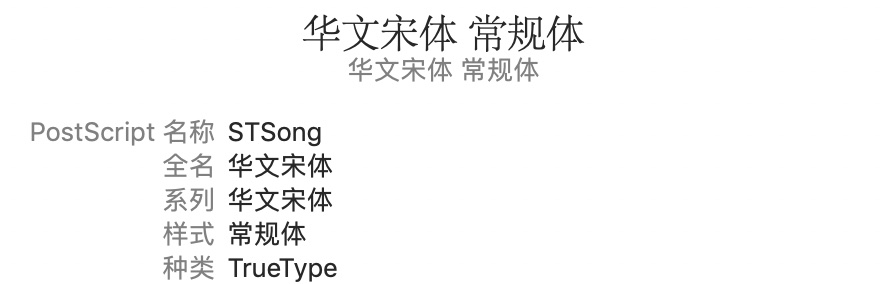 华文宋体 常规体
华文宋体 常规体
PostScript 名称 STSong
全名 华文宋体
系列 华文宋体
样式 常规体
种类 TrueType